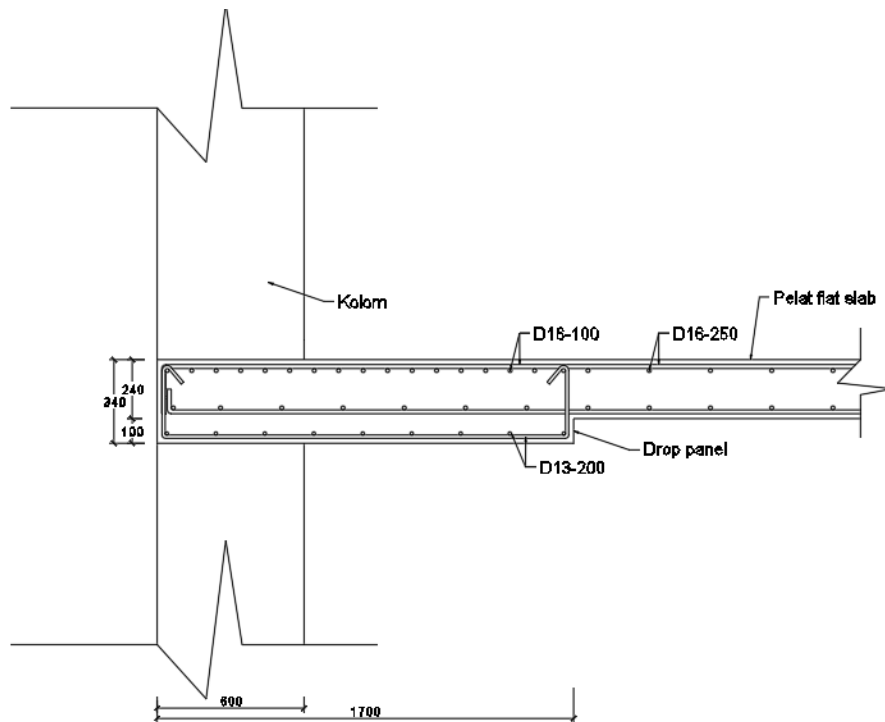 Kolom
Pelat flat slab
D16-100
D16-250
240
340
100
Drop panel
D13-200
600
1700